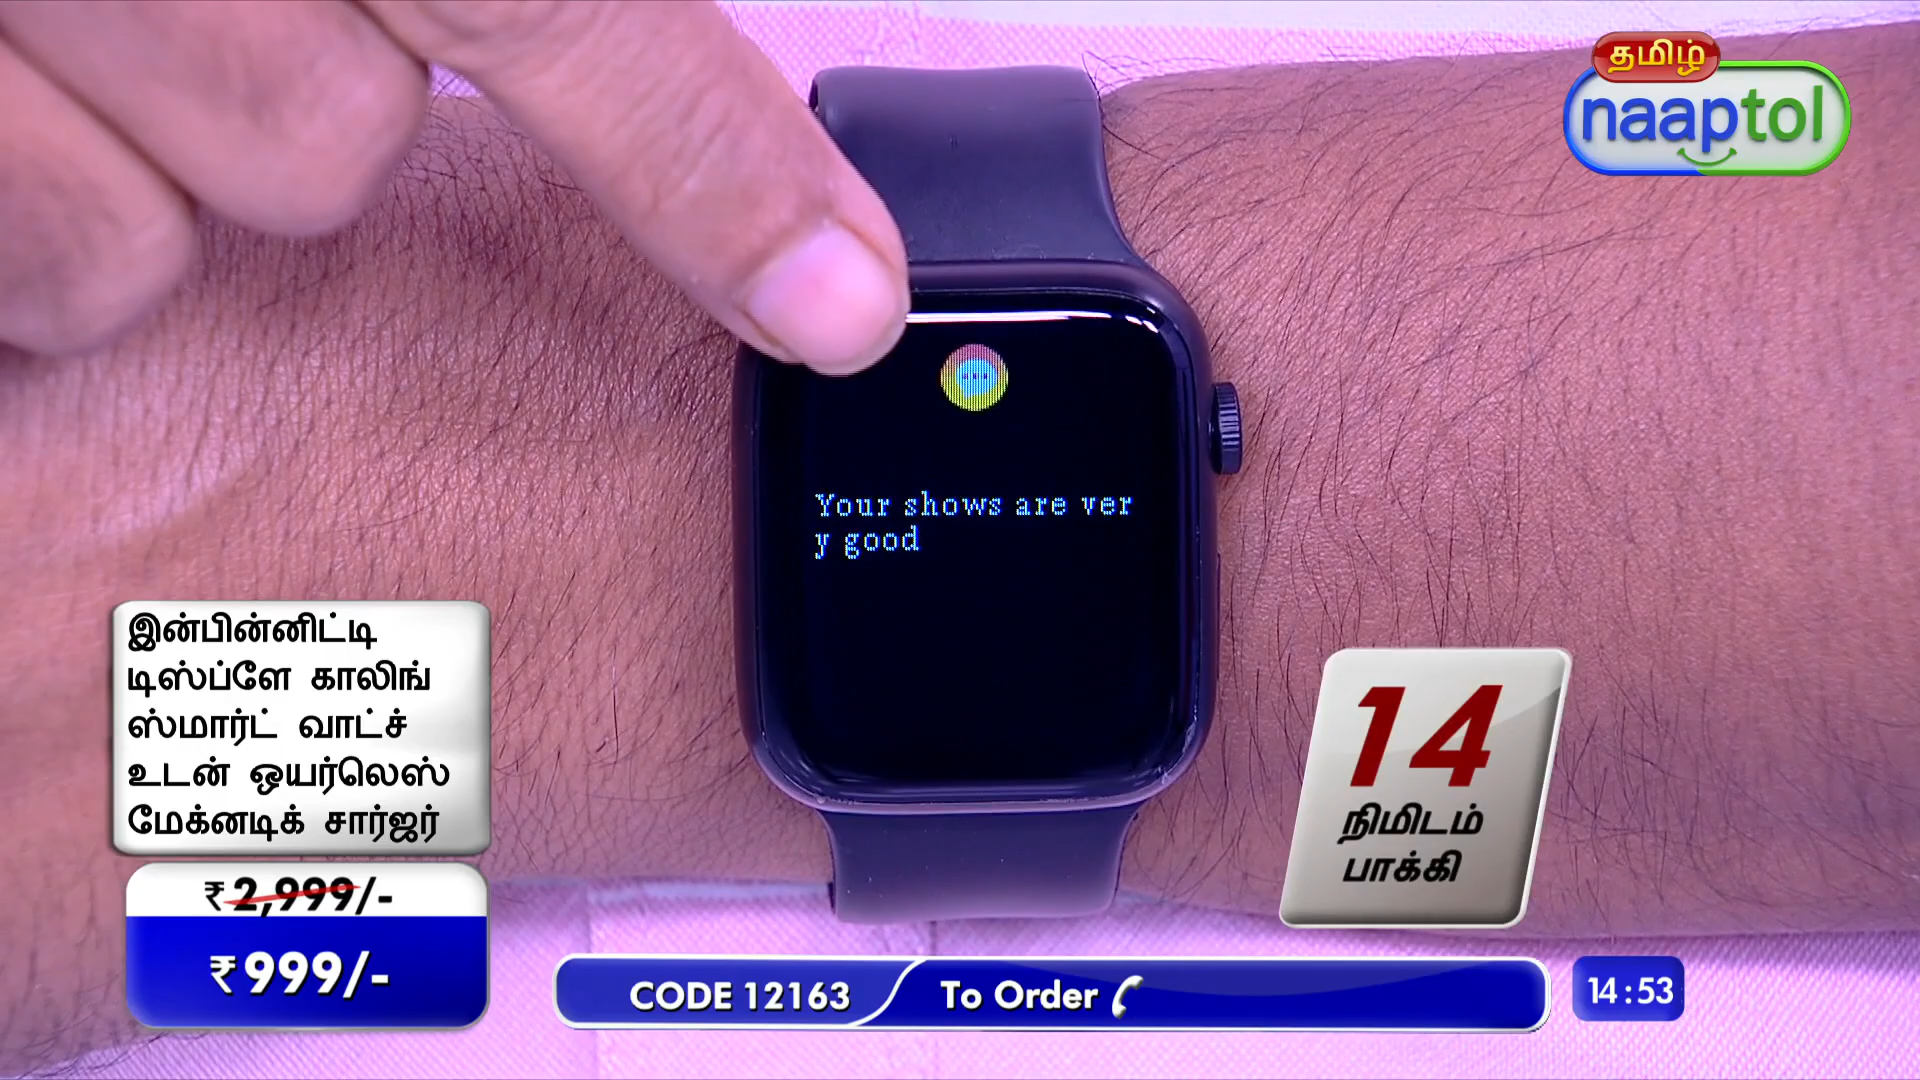 தமிழ்
naaptol
Your shows are ver
y good
இன்பின்னிட்டி
டிஸ்ப்ளே காலிங்
ஸ்மார்ட் வாட்ச்
உடன் ஒயர்லெஸ்
மேக்னடிக் சார்ஜர்
₹2,999/-
₹999/-
14
நிமிடம்
பாக்கி
CODE 12163 To Order
14:53